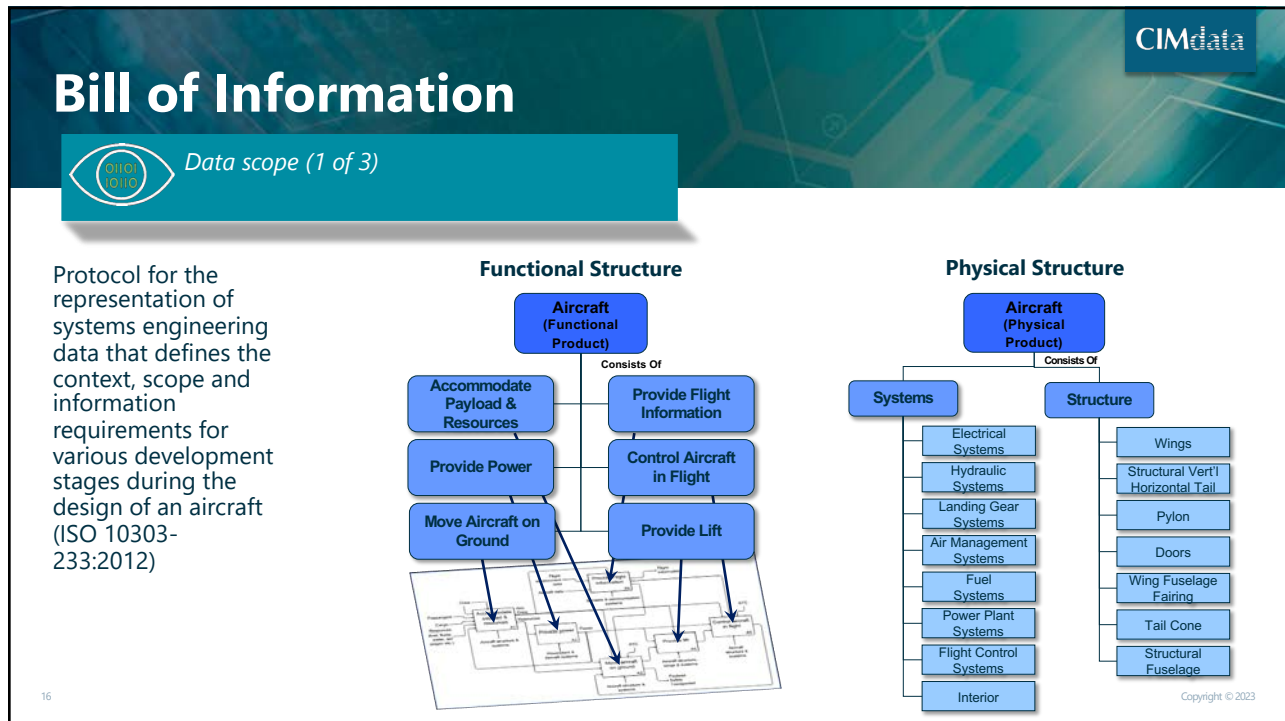 CIMdata
Bill of Information
Data scope (1 of 3)
01101
10110
Protocol for the
representation of
systems engineering
data that defines the
context, scope and
information
requirements for
various development
stages during the
design of an aircraft
(ISO 10303-
233:2012)
Functional Structure
Aircraft
(Functional
Product)
Consists Of
Accommodate
Payload &
Resources
Provide Flight
Information
Provide Power
Control Aircraft
in Flight
Move Aircraft on
Ground
Provide Lift
Physical Structure
Aircraft
(Physical
Product)
Consists Of
Systems
Structure
Electrical
Systems
Hydraulic
Systems
Landing Gear
Systems
Air Management
Systems
Fuel
Systems
Power Plant
Systems
Flight Control
Systems
Interior
Wings
Structural Vert'l
Horizontal Tail
Pylon
Doors
Wing Fuselage
Fairing
Tail Cone
Structural
Fuselage
Provide power
16
Copyright © 2023